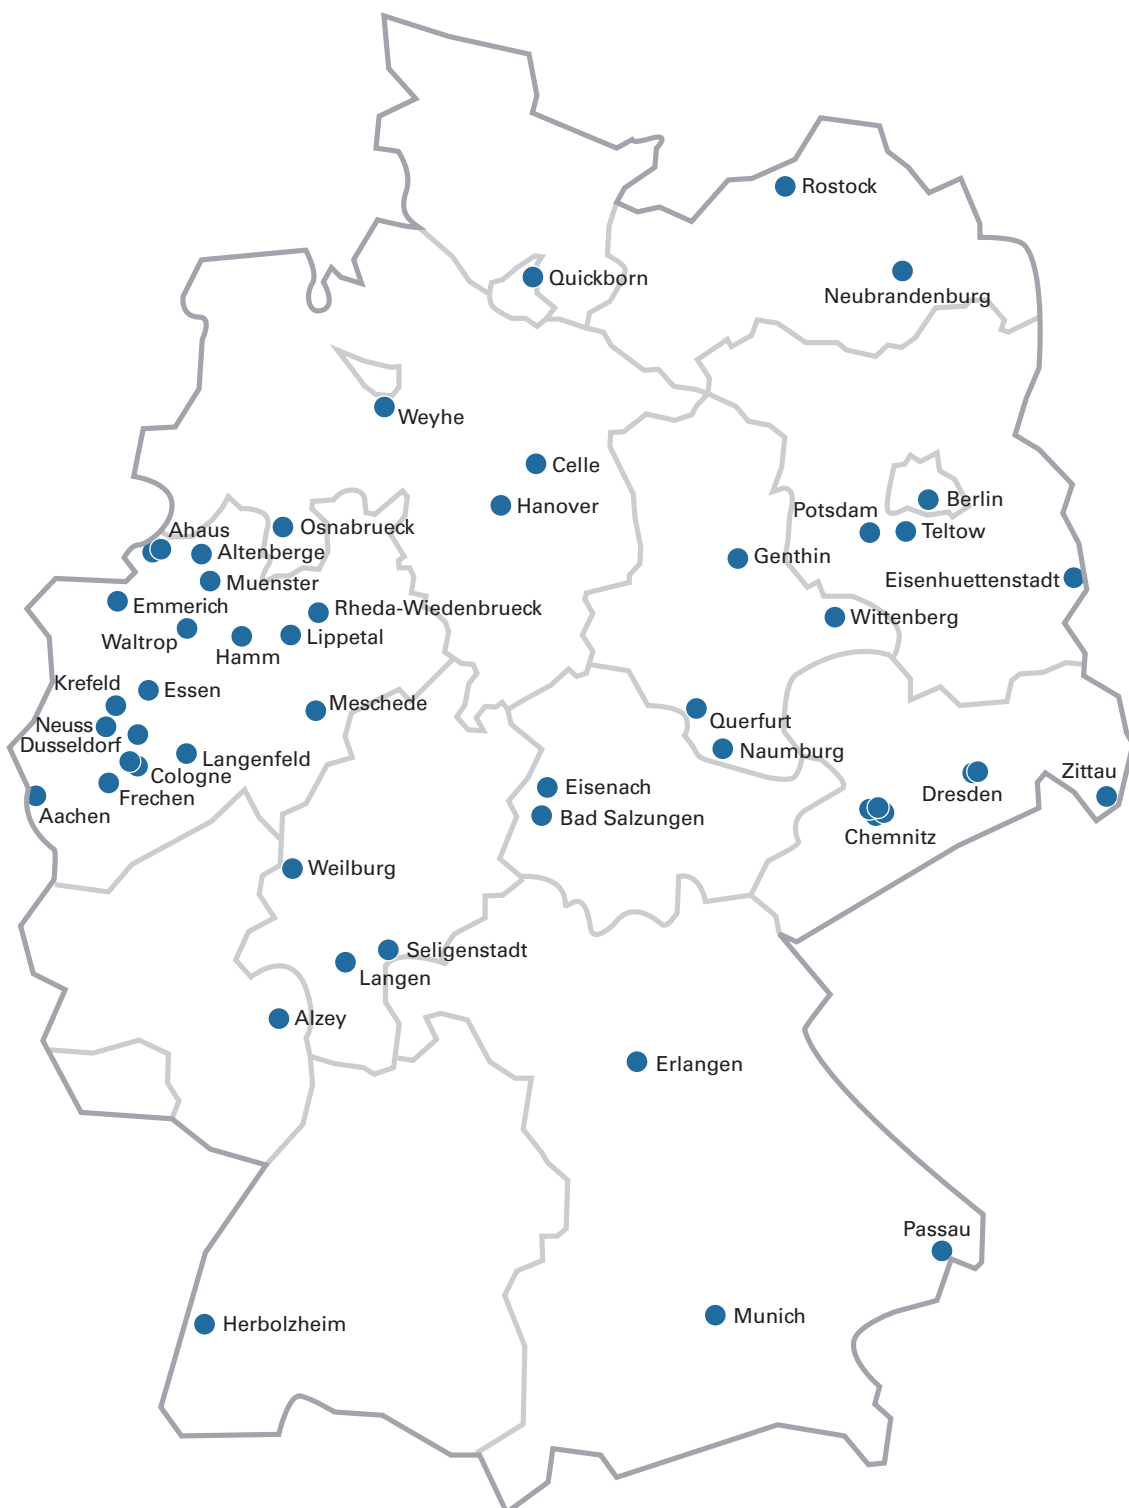 Rostock
Quickborn
Neubrandenburg
Weyhe
Celle
Hanover
Berlin
Potsdam
Ahaus
Osnabrueck
Teltow
Altenberge
Genthin
Muenster
Eisenhuettenstadt
Emmerich
Rheda-Wiedenbrueck
Wittenberg
Waltrop
Lippetal
Hamm
Krefeld
Essen
Meschede
Neuss
Querfurt
Dusseldorf
Naumburg
Langenfeld
Cologne
Zittau
Eisenach
Frechen
Dresden
Aachen
Bad Salzungen
Chemnitz
Weilburg
Seligenstadt
Langen
Alzey
Erlangen
Passau
Munich
Herbolzheim